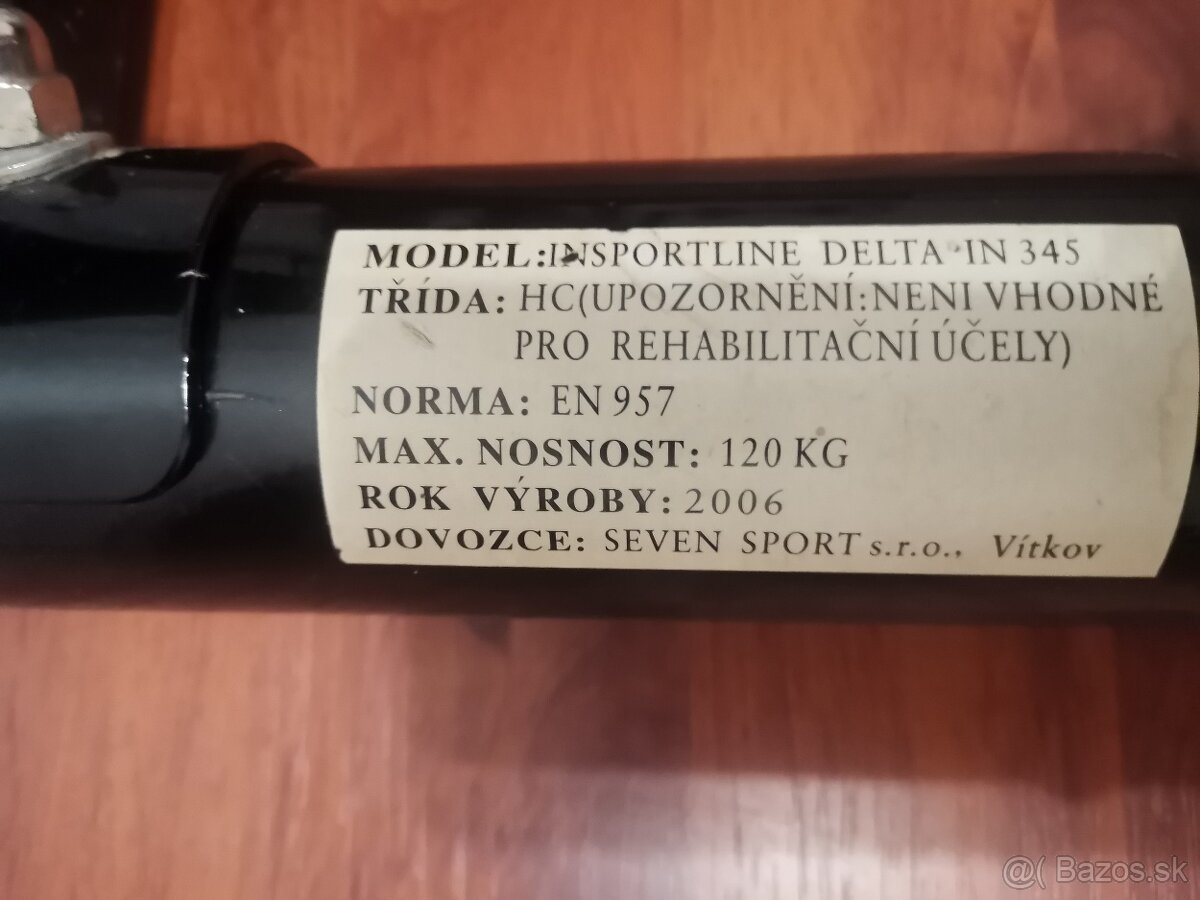 MODEL:INSPORTLINE DELTA IN 345
TŘÍDA: HC(UPOZORNĚNÍ:NENI VHODNÉ
PRO REHABILITAČNÍ ÚČELY)
NORMA: EN 957
MAX. NOSNOST: 120 KG
ROK VÝROBY: 2006
DOVOZCE: SEVEN SPORT s.r.o., Vítkov
@( Bazos.sk